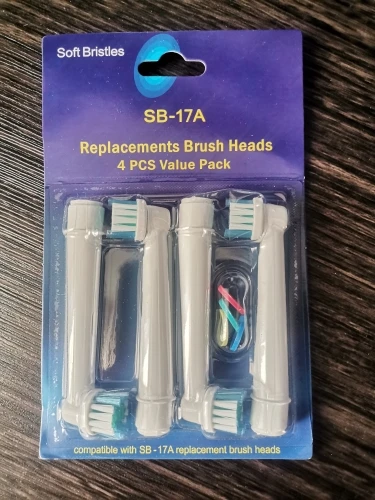 Soft Bristles
SB-17A
Replacements Brush Heads
4 PCS Value Pack
compatible with SB -17A replacement brush heads